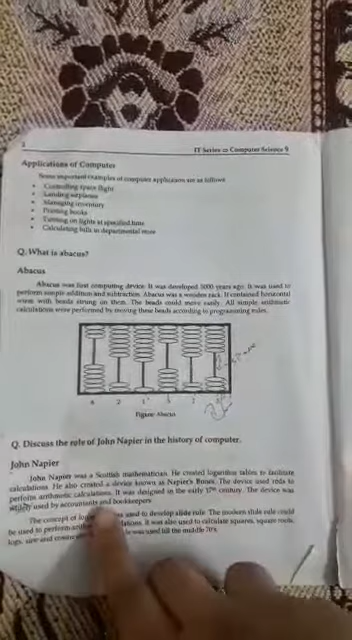 2
IT Series to Computer Science 9
Applications of Computer
Some important examples of computer applications are as follows:
• Controlling space flight
• Landing airplanes
• Managing inventory
• Printing books
• Turning on lights at specified time
• Calculating bills in departmental store
Q. What is abacus?
Abacus
Abacus was first computing device. It was developed 5000 years ago. It was used to
perform simple addition and subtraction. Abacus was a wooden rack. It contained horizontal
wires with beads strung on them. The beads could move easily. All simple arithmetic
calculations were performed by moving these beads according to programming rules.
4 2 1
Figure: Abacus
Q. Discuss the role of John Napier in the history of computer.
John Napier
John Napier was a Scottish mathematician. He created logarithm tables to facilitate
calculations. He also created a device known as Napier's Bones. The device used rods to
perform arithmetic calculations. It was designed in the early 17th century. The device was
widely used by accountants and bookkeepers.
The concept of was used to develop slide rule. The modern slide rule could
be used to perform It was also used to calculate squares, square roots,
logs, sine and was used till the middle 70's.